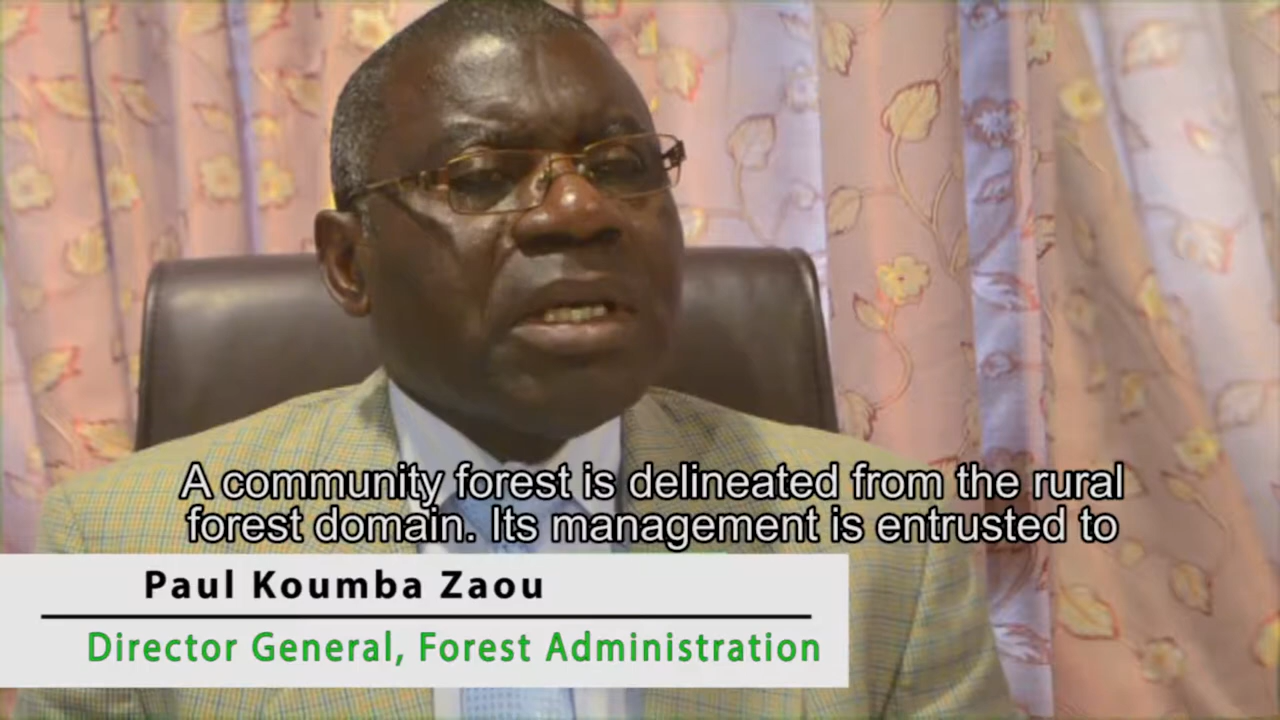 A community forest is delineated from the rural
forest domain. Its management is entrusted to
Paul Koumba Zaou
Director General, Forest Administration